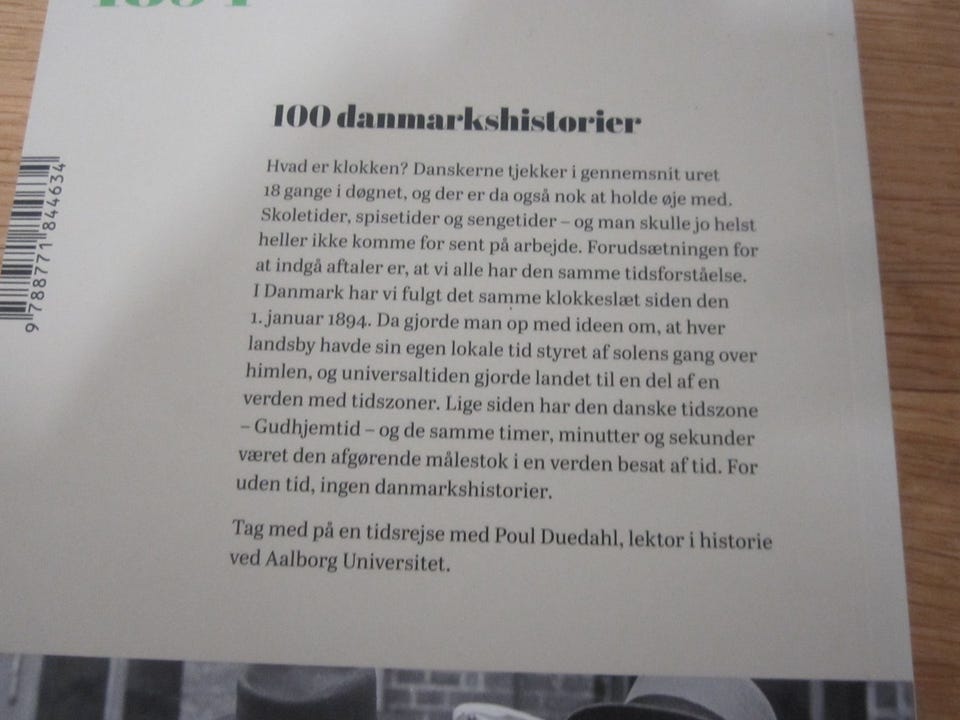 1894
100 danmarkshistorier
Hvad er klokken? Danskerne tjekker i gennemsnit uret
18 gange i døgnet, og der er da også nok at holde øje med.
Skoletider, spisetider og sengetider – og man skulle jo helst
heller ikke komme for sent på arbejde. Forudsætningen for
at indgå aftaler er, at vi alle har den samme tidsforståelse.
I Danmark har vi fulgt det samme klokkeslæt siden den
1. januar 1894. Da gjorde man op med ideen om, at hver
landsby havde sin egen lokale tid styret af solens gang over
himlen, og universaltiden gjorde landet til en del af en
verden med tidszoner. Lige siden har den danske tidszone
– Gudhjemtid – og de samme timer, minutter og sekunder
været den afgørende målestok i en verden besat af tid. For
uden tid, ingen danmarkshistorier.
Tag med på en tidsrejse med Poul Duedahl, lektor i historie
ved Aalborg Universitet.
9 788771 844634